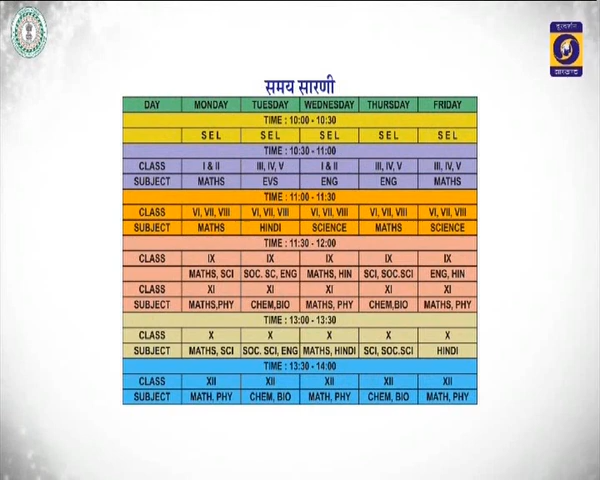 दूरदर्शन
झारखण्ड
समय सारणी
DAY MONDAY TUESDAY WEDNESDAY THURSDAY FRIDAY
TIME : 10:00 - 10:30
S E L S E L S E L S E L S E L
TIME : 10:30 - 11:00
CLASS I & II III, IV, V I & II III, IV, V III, IV, V
SUBJECT MATHS EVS ENG ENG MATHS
TIME : 11:00 - 11:30
CLASS VI, VII, VIII VI, VII, VIII VI, VII, VIII VI, VII, VIII VI, VII, VIII
SUBJECT MATHS HINDI SCIENCE MATHS SCIENCE
TIME : 11:30 - 12:00
CLASS IX IX IX IX IX
MATHS, SCI SOC. SC, ENG MATHS, HIN SCI, SOC.SCI ENG, HIN
CLASS XI XI XI XI XI
SUBJECT MATHS,PHY CHEM,BIO MATHS, PHY CHEM,BIO MATHS, PHY
TIME : 13:00 - 13:30
CLASS X X X X X
SUBJECT MATHS, SCI SOC. SCI, ENG MATHS, HINDI SCI, SOC.SCI HINDI
TIME : 13:30 - 14:00
CLASS XII XII XII XII XII
SUBJECT MATH, PHY CHEM, BIO MATH, PHY CHEM, BIO MATH, PHY